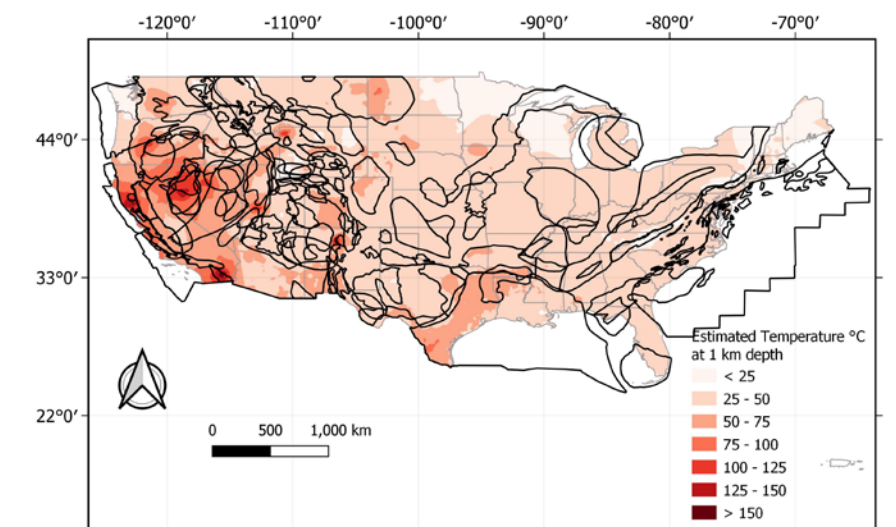 -120°0′ -110°0′ -100°0′ -90°0′ -80°0′ -70°0′
44°0′
33°0′
22°0′
0 500 1,000 km
Estimated Temperature °C
at 1 km depth
< 25
25 - 50
50 - 75
75 - 100
100 - 125
125 - 150
> 150